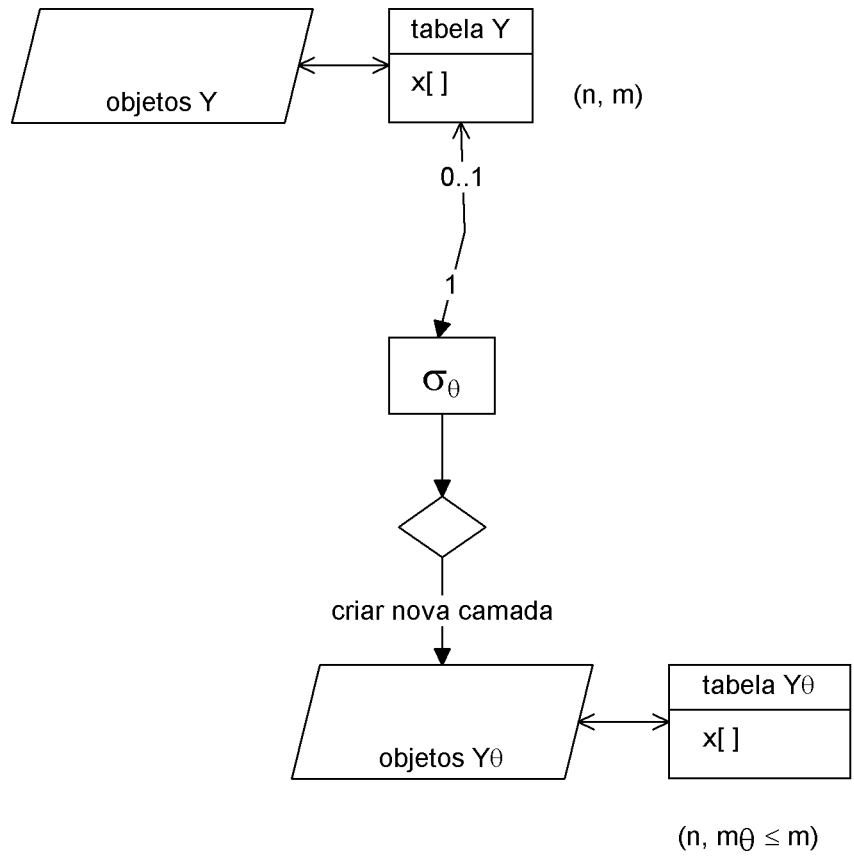 tabela Y
x[ ]
objetos Y
(n, m)
0..1
1
σθ
criar nova camada
tabela Yθ
x[ ]
objetos Yθ
(n, mθ ≤ m)